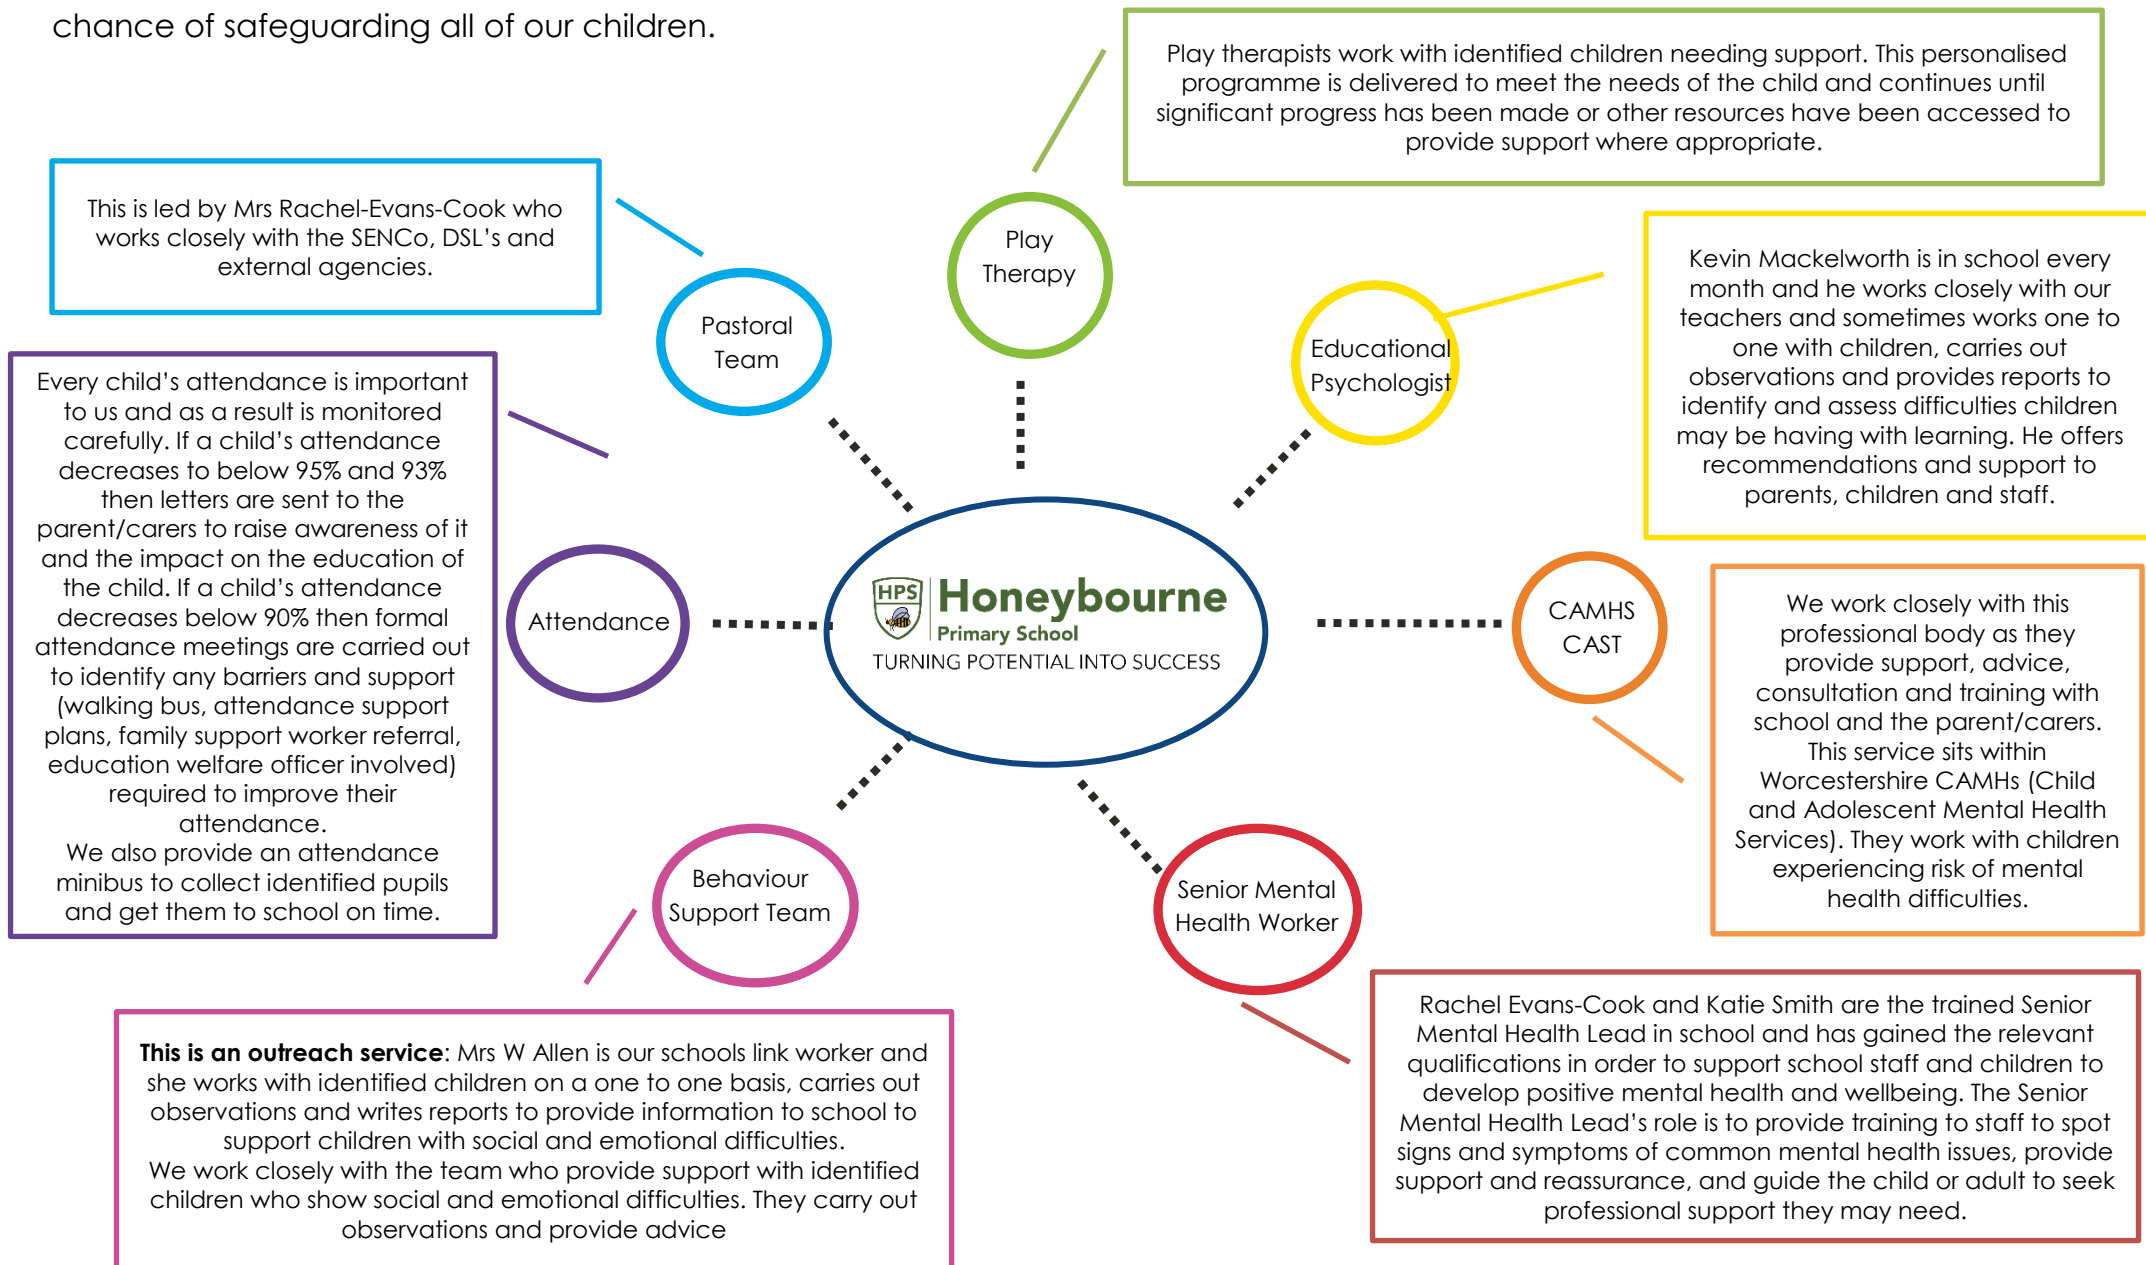 chance of safeguarding all of our children.
Play therapists work with identified children needing support. This personalised
programme is delivered to meet the needs of the child and continues until
significant progress has been made or other resources have been accessed to
provide support where appropriate.
This is led by Mrs Rachel-Evans-Cook who
works closely with the SENCo, DSL's and
external agencies.
Play
Therapy
Kevin Mackelworth is in school every
month and he works closely with our
teachers and sometimes works one to
one with children, carries out
observations and provides reports to
identify and assess difficulties children
may be having with learning. He offers
recommendations and support to
parents, children and staff.
Pastoral
Team
Educational
Psychologist
Every child's attendance is important
to us and as a result is monitored
carefully. If a child's attendance
decreases to below 95% and 93%
then letters are sent to the
parent/carers to raise awareness of it
and the impact on the education of
the child. If a child's attendance
decreases below 90% then formal
attendance meetings are carried out
to identify any barriers and support
(walking bus, attendance support
plans, family support worker referral,
education welfare officer involved)
required to improve their
attendance.
We also provide an attendance
minibus to collect identified pupils
and get them to school on time.
Attendance
HPS
Honeybourne
Primary School
TURNING POTENTIAL INTO SUCCESS
CAMHS
CAST
We work closely with this
professional body as they
provide support, advice,
consultation and training with
school and the parent/carers.
This service sits within
Worcestershire CAMHs (Child
and Adolescent Mental Health
Services). They work with children
experiencing risk of mental
health difficulties.
Behaviour
Support Team
Senior Mental
Health Worker
This is an outreach service: Mrs W Allen is our schools link worker and
she works with identified children on a one to one basis, carries out
observations and writes reports to provide information to school to
support children with social and emotional difficulties.
We work closely with the team who provide support with identified
children who show social and emotional difficulties. They carry out
observations and provide advice
Rachel Evans-Cook and Katie Smith are the trained Senior
Mental Health Lead in school and has gained the relevant
qualifications in order to support school staff and children to
develop positive mental health and wellbeing. The Senior
Mental Health Lead's role is to provide training to staff to spot
signs and symptoms of common mental health issues, provide
support and reassurance, and guide the child or adult to seek
professional support they may need.